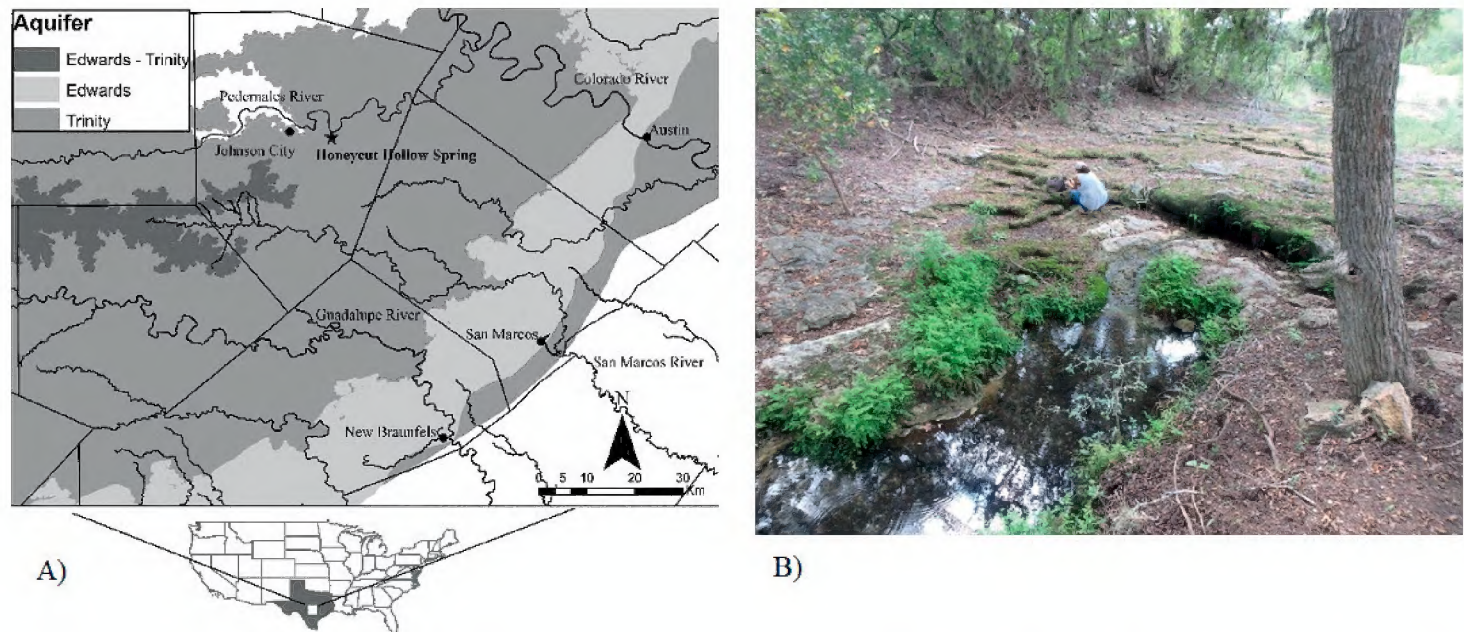 Aquifer
Edwards - Trinity
Edwards
Trinity
Colorado River
Pedernales River
Austin
Johnson City
Honeycut Hollow Spring
Guadalupe River
San Marcos
San Marcos River
N
New Braunfels
0 5 10 20 30
Km
A)
B)